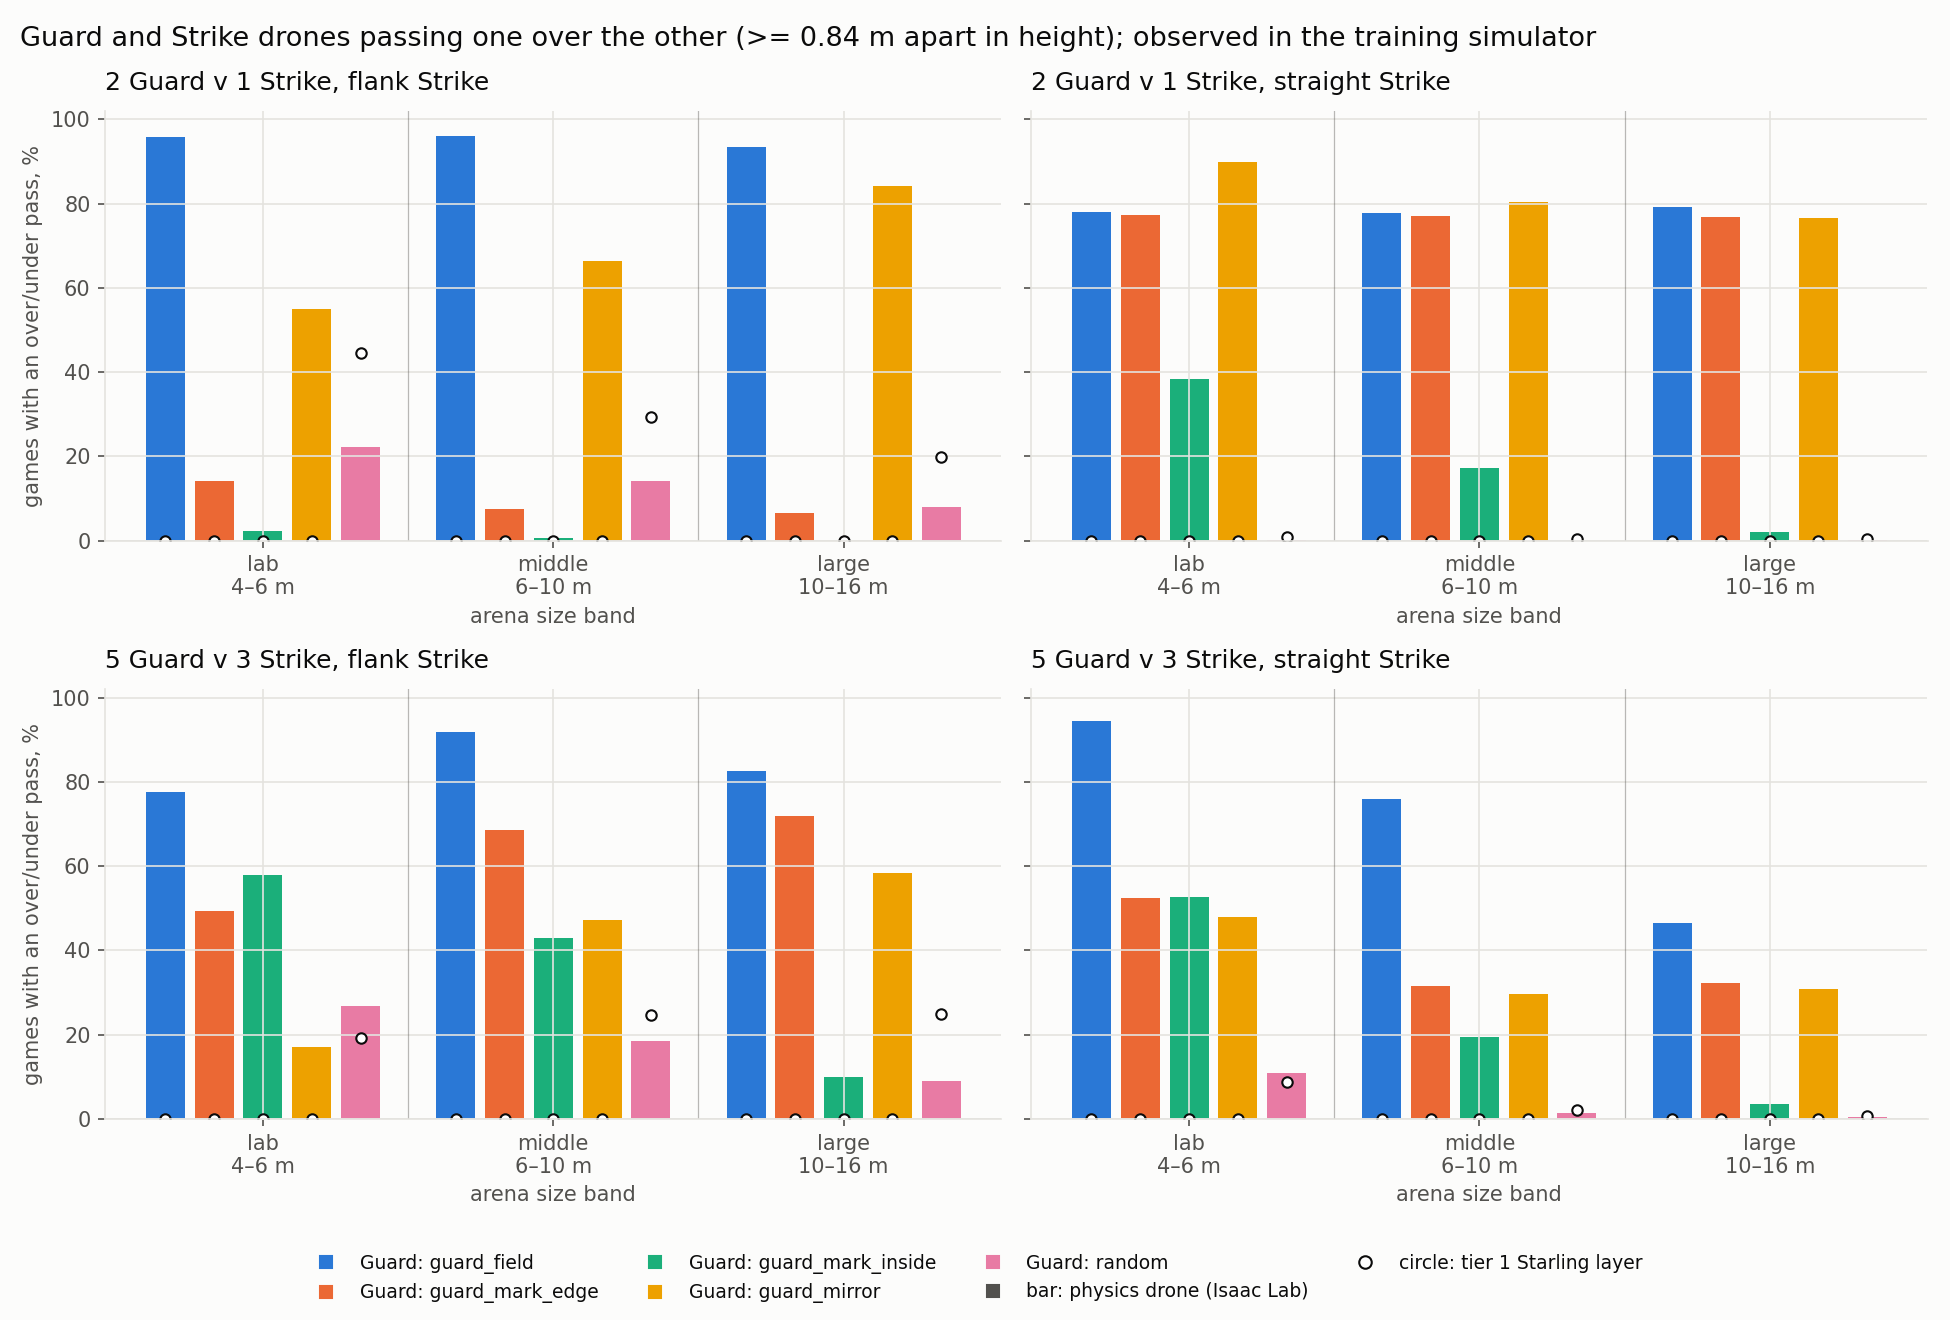 Guard and Strike drones passing one over the other (>= 0.84 m apart in height); observed in the training simulator
2 Guard v 1 Strike, flank Strike
2 Guard v 1 Strike, straight Strike
games with an over/under pass, %
100
80
60
40
20
0
lab
4–6 m
middle
6–10 m
large
10–16 m
arena size band
lab
4–6 m
middle
6–10 m
large
10–16 m
arena size band
5 Guard v 3 Strike, flank Strike
5 Guard v 3 Strike, straight Strike
games with an over/under pass, %
100
80
60
40
20
0
lab
4–6 m
middle
6–10 m
large
10–16 m
arena size band
lab
4–6 m
middle
6–10 m
large
10–16 m
arena size band
Guard: guard_field
Guard: guard_mark_edge
Guard: guard_mark_inside
Guard: guard_mirror
Guard: random
bar: physics drone (Isaac Lab)
circle: tier 1 Starling layer